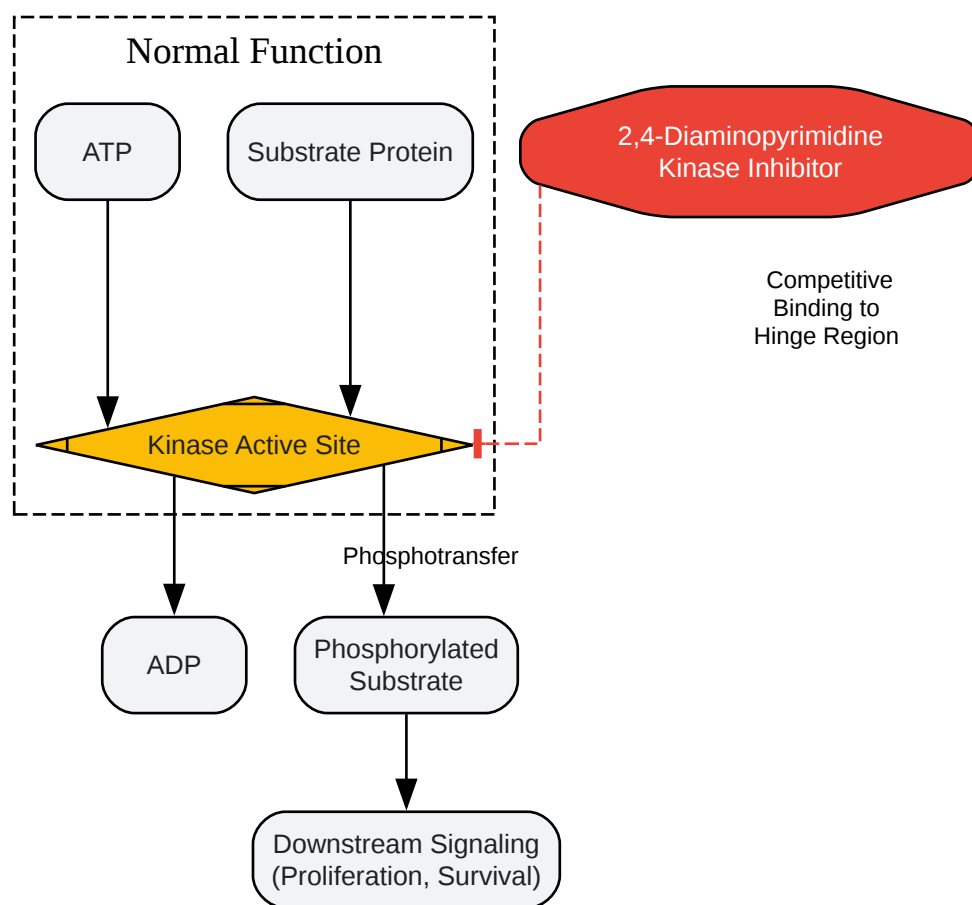 Normal Function
ATP
Substrate Protein
2,4-Diaminopyrimidine
Kinase Inhibitor
Competitive
Binding to
Hinge Region
Kinase Active Site
Phosphotransfer
ADP
Phosphorylated
Substrate
Downstream Signaling
(Proliferation, Survival)